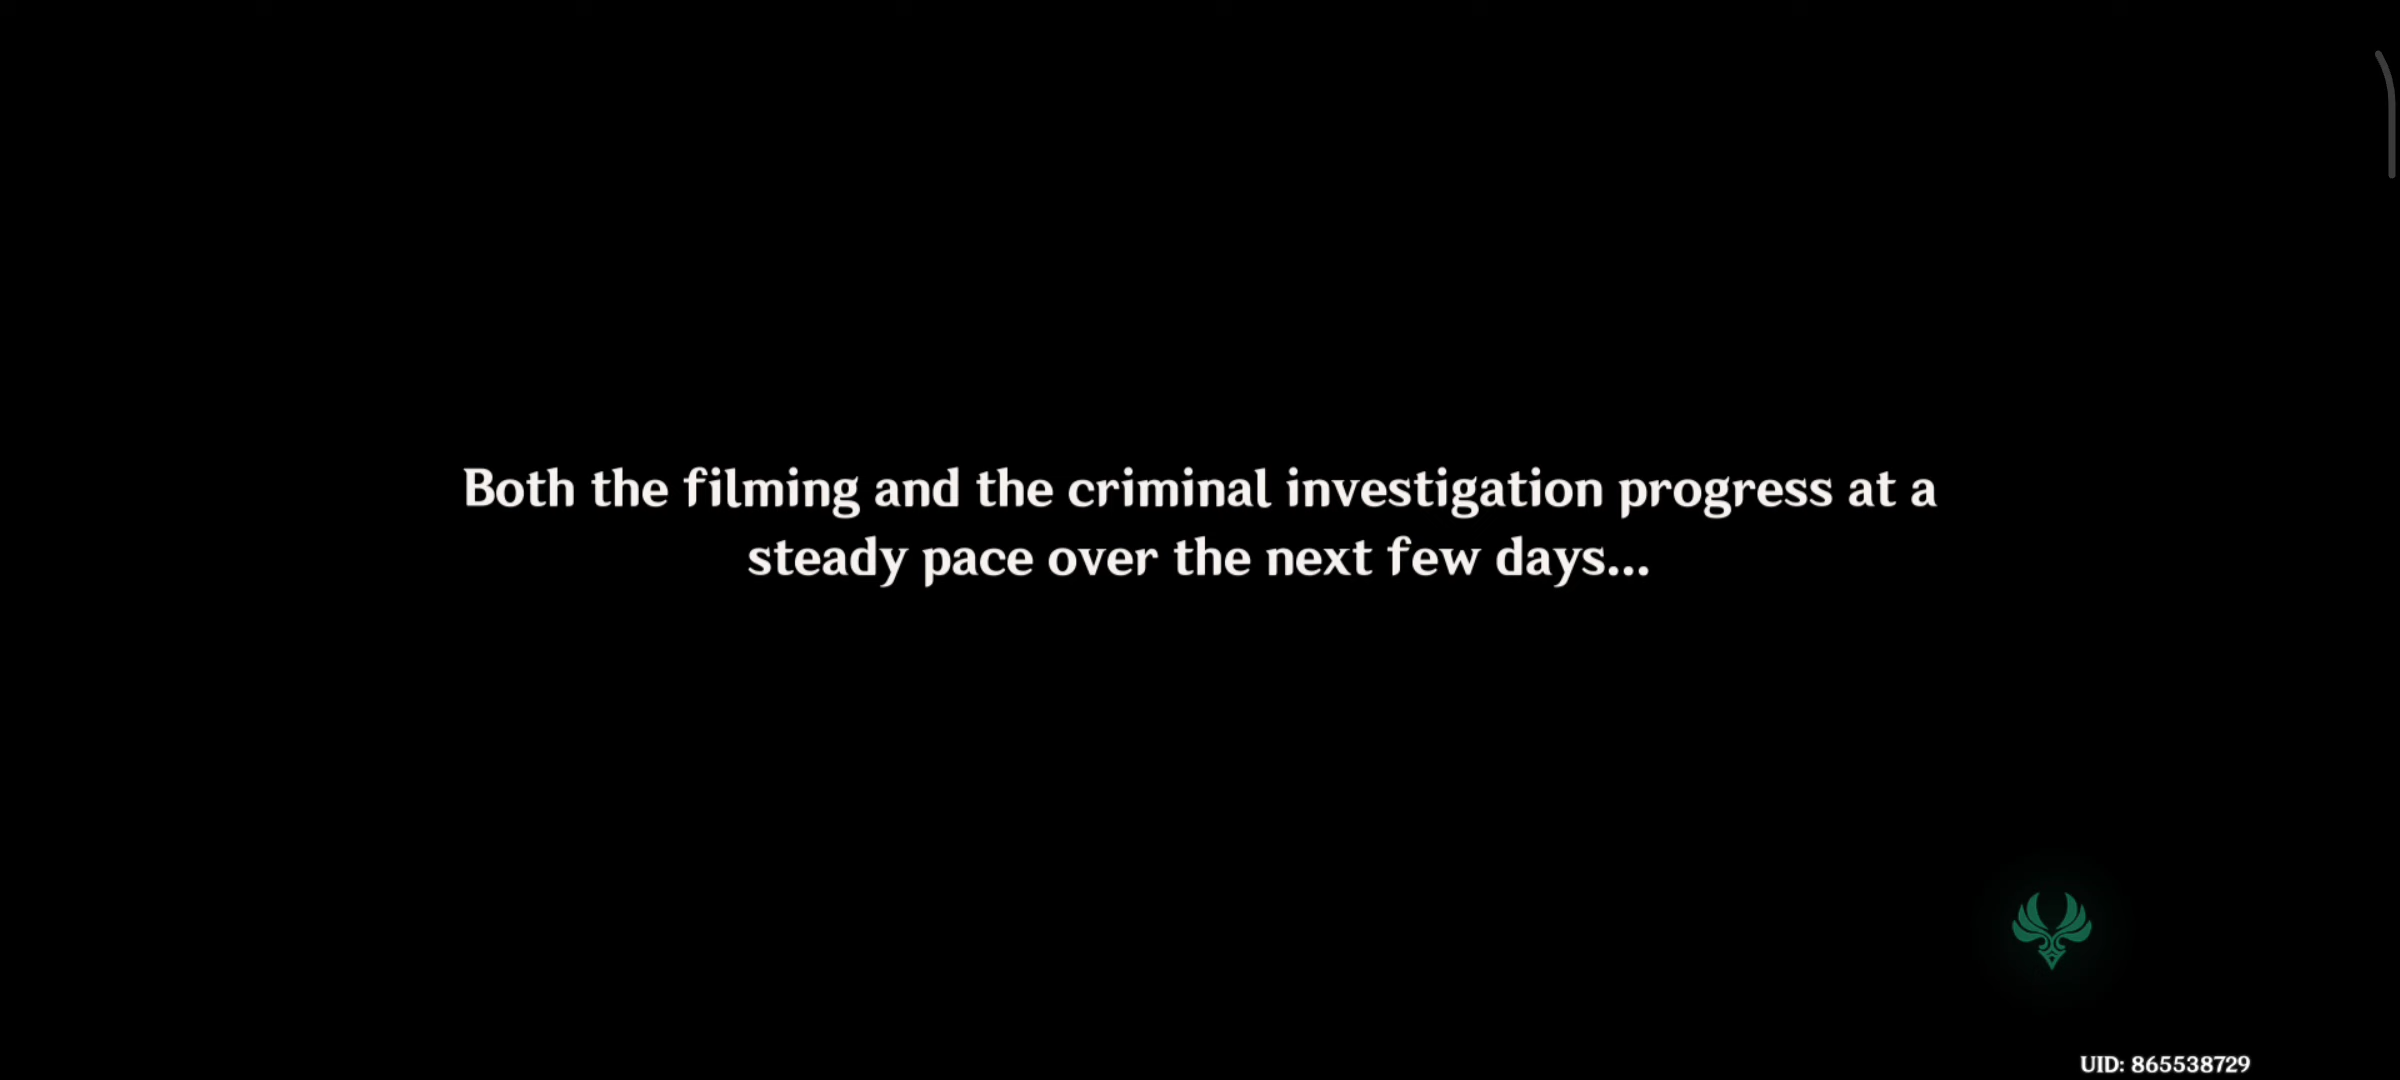 Both the filming and the criminal investigation progress at a
steady pace over the next few days...
UID: 865538729